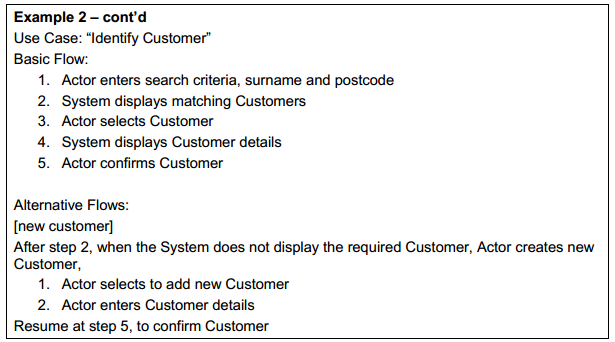 Example 2 – cont’d
Use Case: “Identify Customer”
Basic Flow:
1. Actor enters search criteria, surname and postcode
2. System displays matching Customers
3. Actor selects Customer
4. System displays Customer details
5. Actor confirms Customer
Alternative Flows:
[new customer]
After step 2, when the System does not display the required Customer, Actor creates new
Customer,
1. Actor selects to add new Customer
2. Actor enters Customer details
Resume at step 5, to confirm Customer